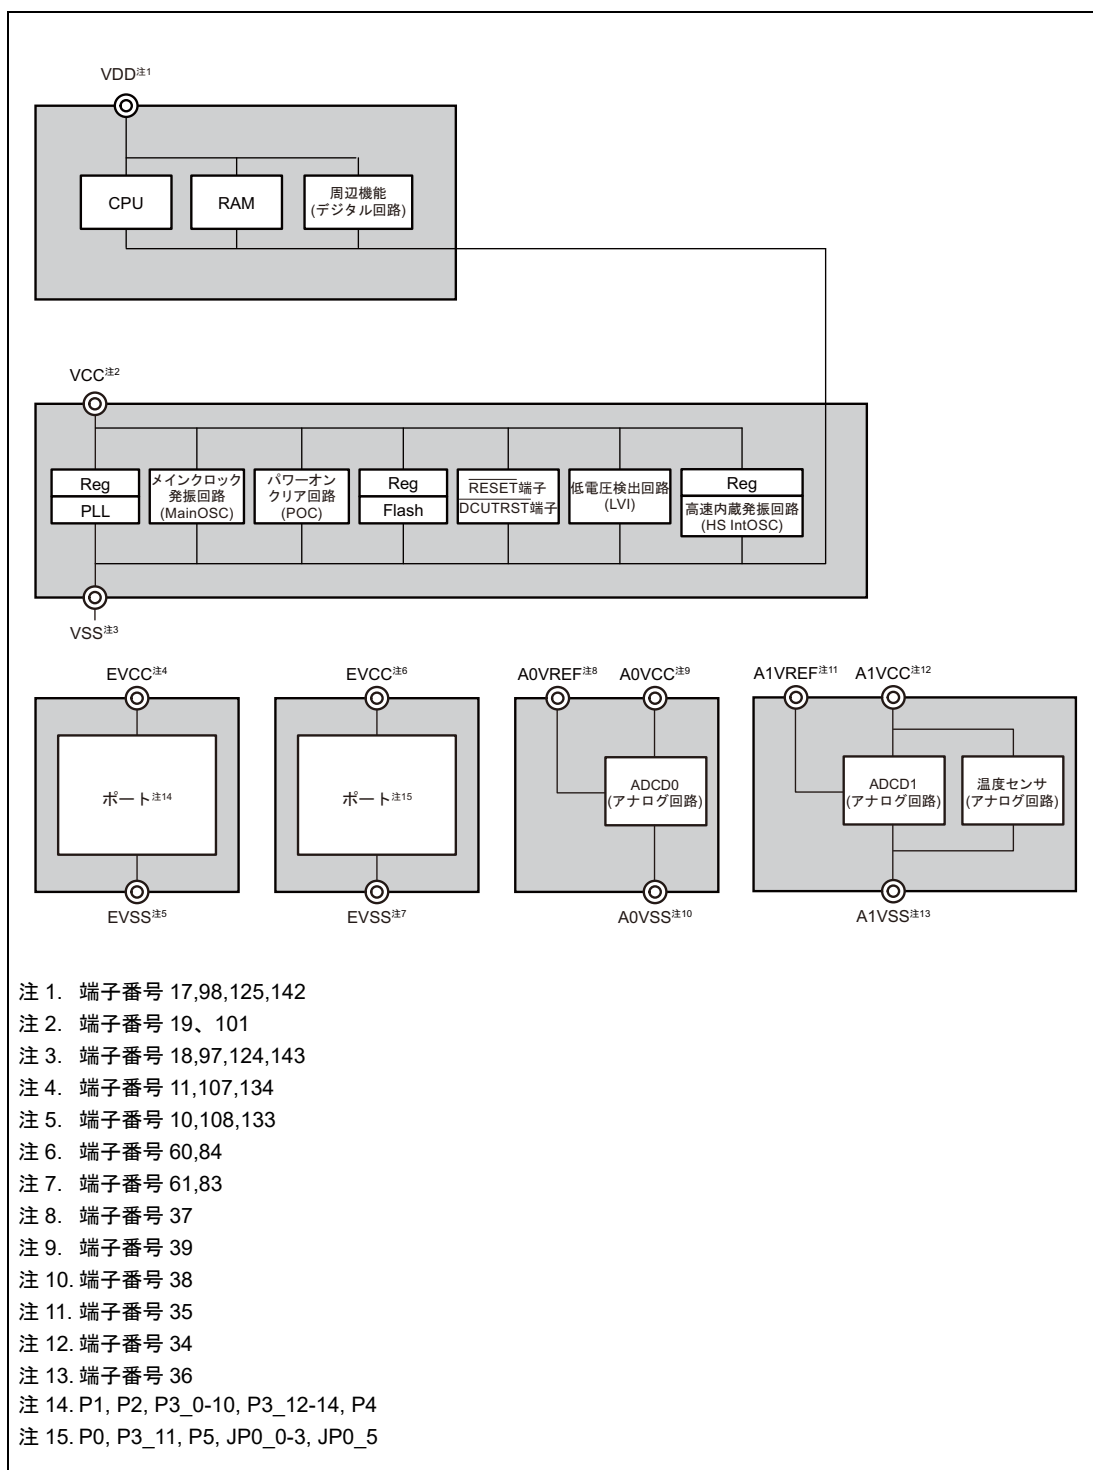 VDD注1
CPU
RAM
周辺機能
(デジタル回路)
VCC注2
Reg
PLL
メインクロック
発振回路
(MainOSC)
パワーオン
クリア回路
(POC)
Reg
Flash
RESET端子
DCUTRST端子
低電圧検出回路
(LVI)
Reg
高速内蔵発振回路
(HS IntOSC)
VSS注3
EVCC注4
ポート注14
EVSS注5
EVCC注6
ポート注15
EVSS注7
A0VREF注8
A0VCC注9
ADCD0
(アナログ回路)
A0VSS注10
A1VREF注11
A1VCC注12
ADCD1
(アナログ回路)
温度センサ
(アナログ回路)
A1VSS注13
注 1. 端子番号 17,98,125,142
注 2. 端子番号 19、101
注 3. 端子番号 18,97,124,143
注 4. 端子番号 11,107,134
注 5. 端子番号 10,108,133
注 6. 端子番号 60,84
注 7. 端子番号 61,83
注 8. 端子番号 37
注 9. 端子番号 39
注 10. 端子番号 38
注 11. 端子番号 35
注 12. 端子番号 34
注 13. 端子番号 36
注 14. P1, P2, P3_0-10, P3_12-14, P4
注 15. P0, P3_11, P5, JP0_0-3, JP0_5